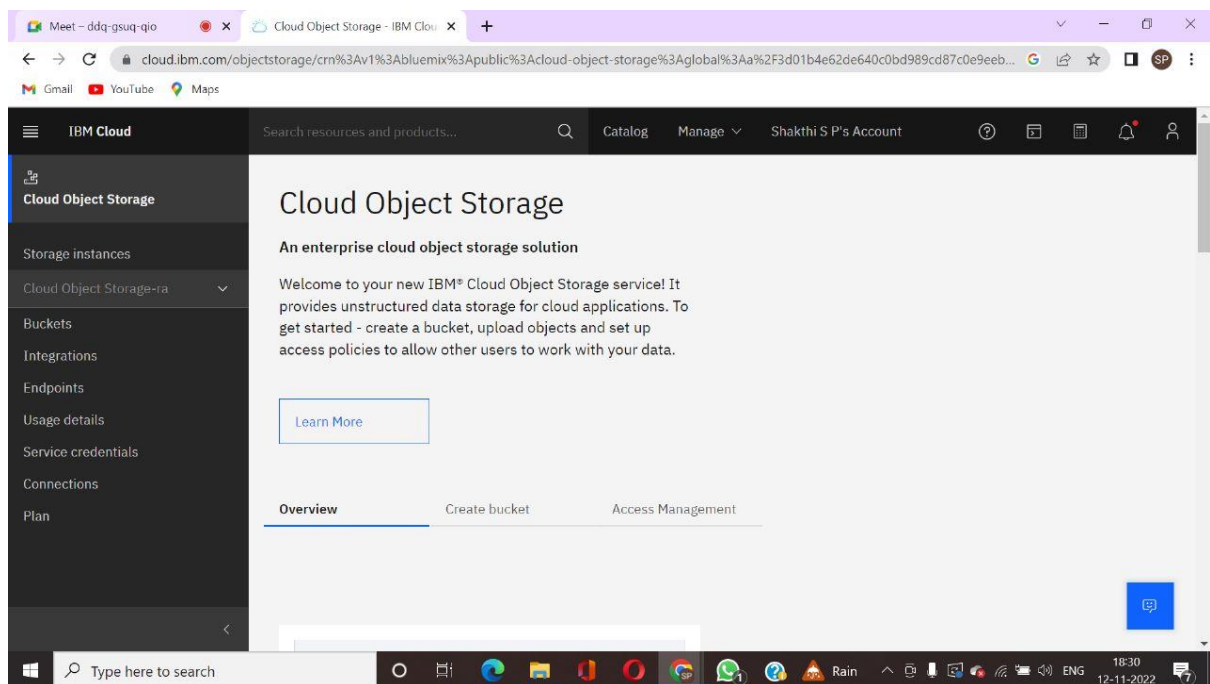 Meet – ddq-gsuq-qio
Cloud Object Storage - IBM Clou
cloud.ibm.com/objectstorage/crn%3Av1%3Abluemix%3Apublic%3Acloud-object-storage%3Aglobal%3Aa%2F3d01b4e62de640c0bd989cd87c0e9eeb...
SP
Gmail YouTube Maps
IBM Cloud
Search resources and products...
Catalog Manage Shakthi S P's Account
Cloud Object Storage
Storage instances
Cloud Object Storage-ra
Buckets
Integrations
Endpoints
Usage details
Service credentials
Connections
Plan
Cloud Object Storage
An enterprise cloud object storage solution
Welcome to your new IBM® Cloud Object Storage service! It
provides unstructured data storage for cloud applications. To
get started - create a bucket, upload objects and set up
access policies to allow other users to work with your data.
Learn More
Overview Create bucket Access Management
Type here to search
Rain
ENG
18:30
12-11-2022
7